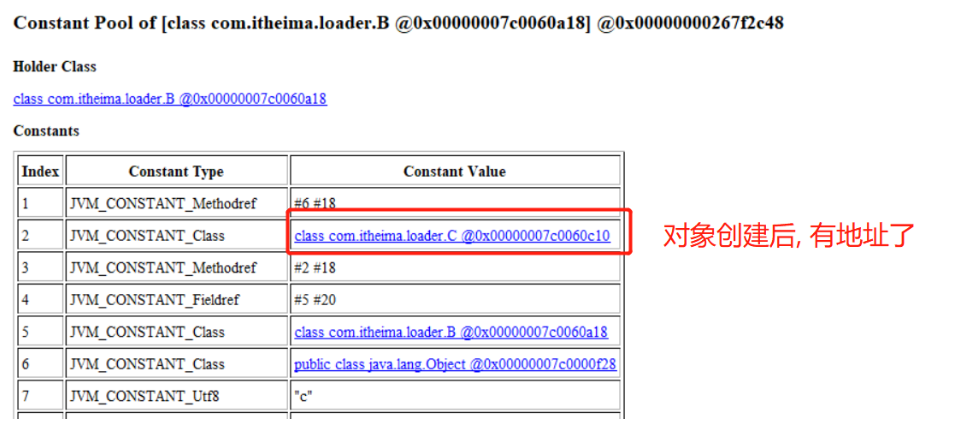 Constant Pool of [class com.itheima.loader.B @0x00000007c0060a18] @0x00000000267f2c48
Holder Class
class com.itheima.loader.B @0x00000007c0060a18
Constants
Index Constant Type Constant Value
1 JVM_CONSTANT_Methodref #6 #18
2 JVM_CONSTANT_Class class com.itheima.loader.C @0x00000007c0060c10 对象创建后, 有地址了
3 JVM_CONSTANT_Methodref #2 #18
4 JVM_CONSTANT_Fieldref #5 #20
5 JVM_CONSTANT_Class class com.itheima.loader.B @0x00000007c0060a18
6 JVM_CONSTANT_Class public class java.lang.Object @0x00000007c0000f28
7 JVM_CONSTANT_Utf8 "c"